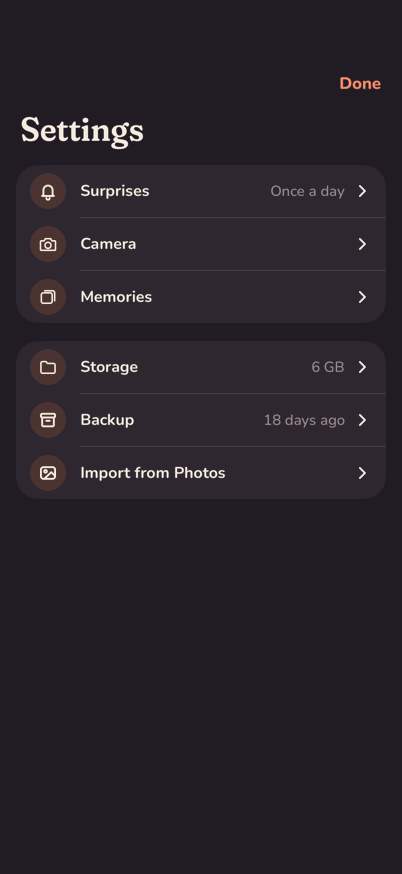 Done
Settings
Surprises Once a day
Camera
Memories
Storage 6 GB
Backup 18 days ago
Import from Photos